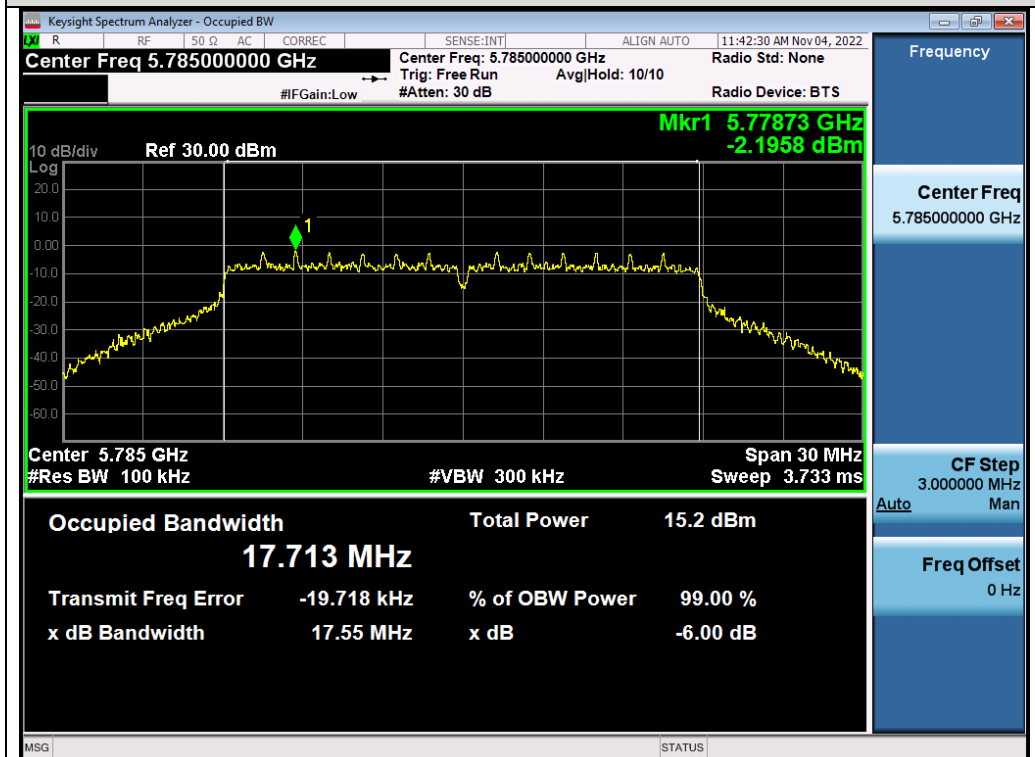 Keysight Spectrum Analyzer - Occupied BW
LXI R RF 50 Ω AC CORREC SENSE:INT ALIGN AUTO 11:42:30 AM Nov 04, 2022
Center Freq 5.785000000 GHz
Center Freq: 5.785000000 GHz Radio Std: None
Trig: Free Run Avg|Hold: 10/10
#IFGain:Low #Atten: 30 dB Radio Device: BTS
Mkr1 5.77873 GHz
-2.1958 dBm
10 dB/div Ref 30.00 dBm
Log
20.0
10.0
1
0.00
-10.0
-20.0
-30.0
-40.0
-50.0
-60.0
Center 5.785 GHz Span 30 MHz
#Res BW 100 kHz #VBW 300 kHz Sweep 3.733 ms
Occupied Bandwidth Total Power 15.2 dBm
17.713 MHz
Transmit Freq Error -19.718 kHz % of OBW Power 99.00 %
x dB Bandwidth 17.55 MHz x dB -6.00 dB
Frequency
Center Freq
5.785000000 GHz
CF Step
3.000000 MHz
Auto Man
Freq Offset
0 Hz
MSG STATUS